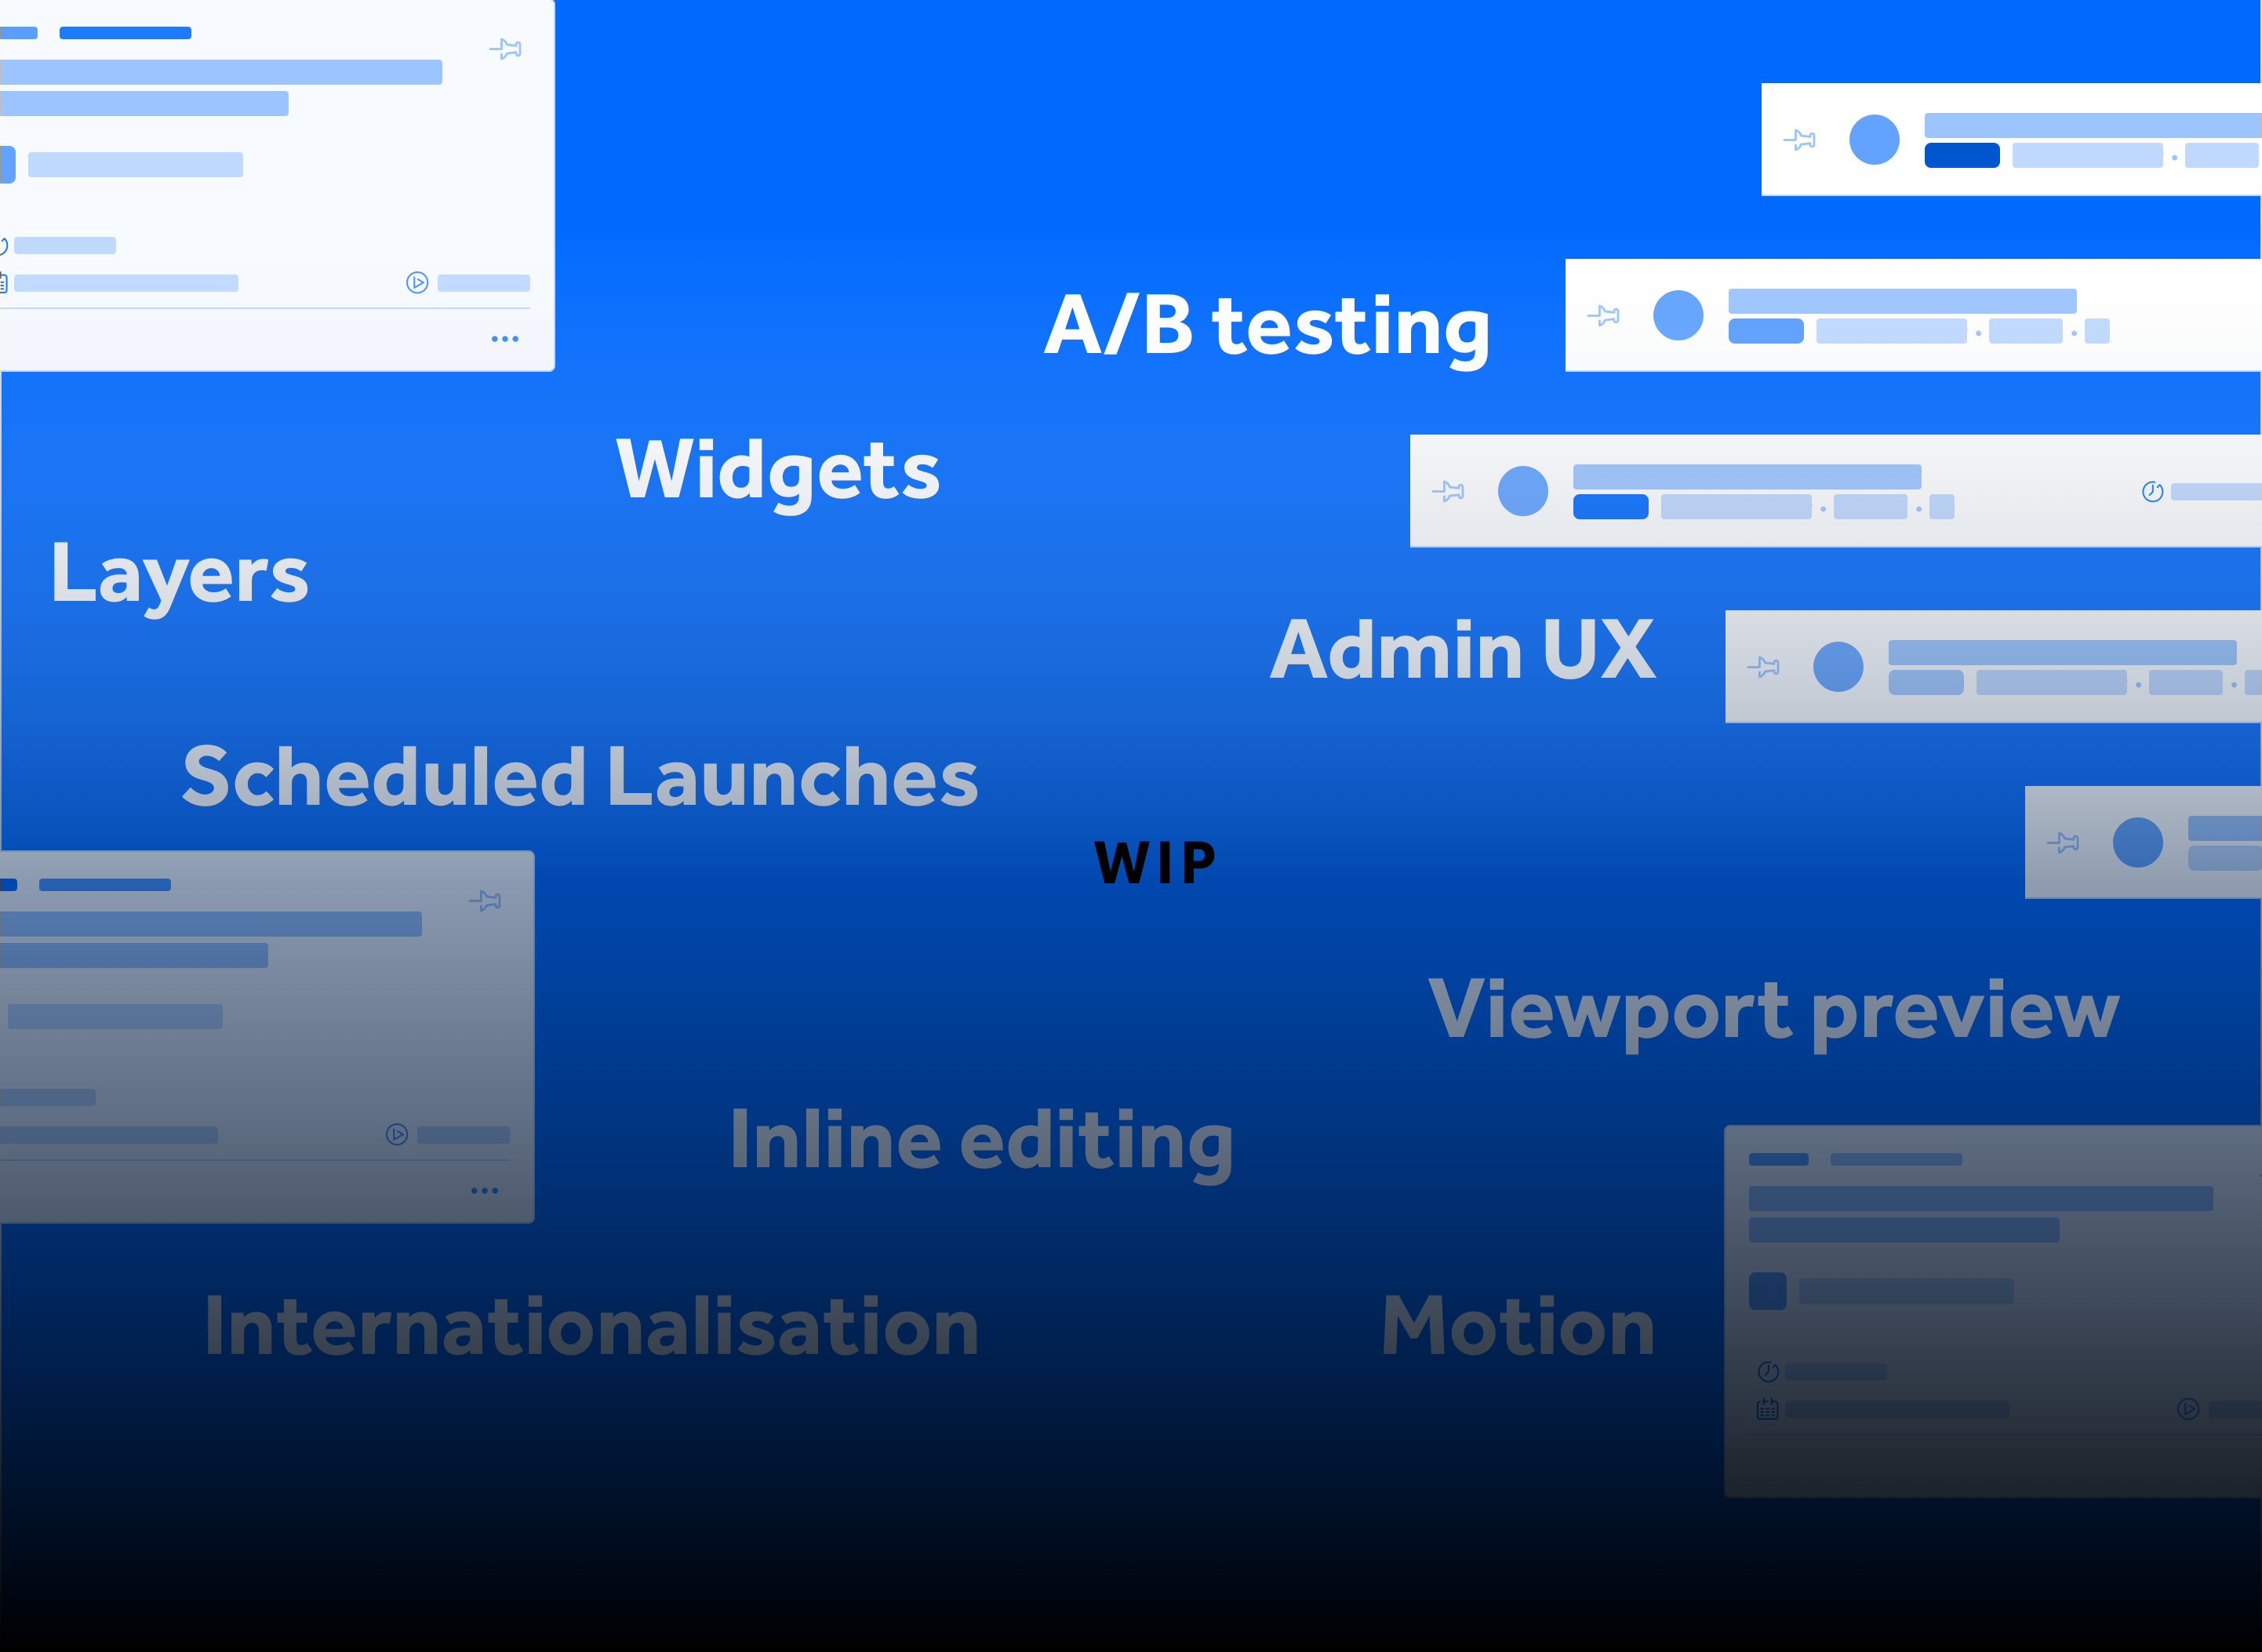 A/B testing
Widgets
Layers
Admin UX
Scheduled Launches
WIP
Viewport preview
Inline editing
Internationalisation
Motion